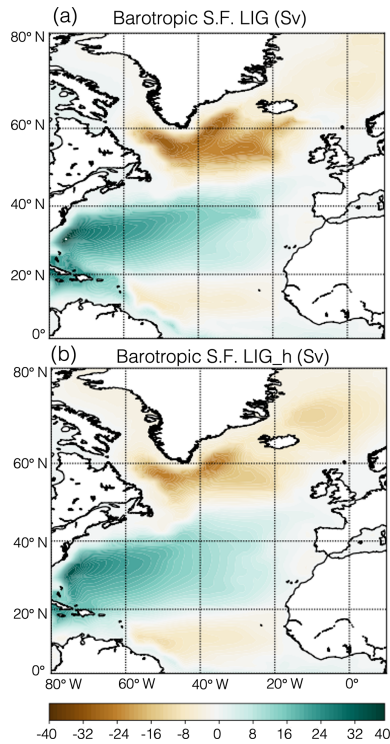 (a) Barotropic S.F. LIG (Sv)
80° N
60° N
40° N
20° N
0°
(b) Barotropic S.F. LIG_h (Sv)
80° N
60° N
40° N
20° N
0°
80° W 60° W 40° W 20° W 0°
-40 -32 -24 -16 -8 0 8 16 24 32 40